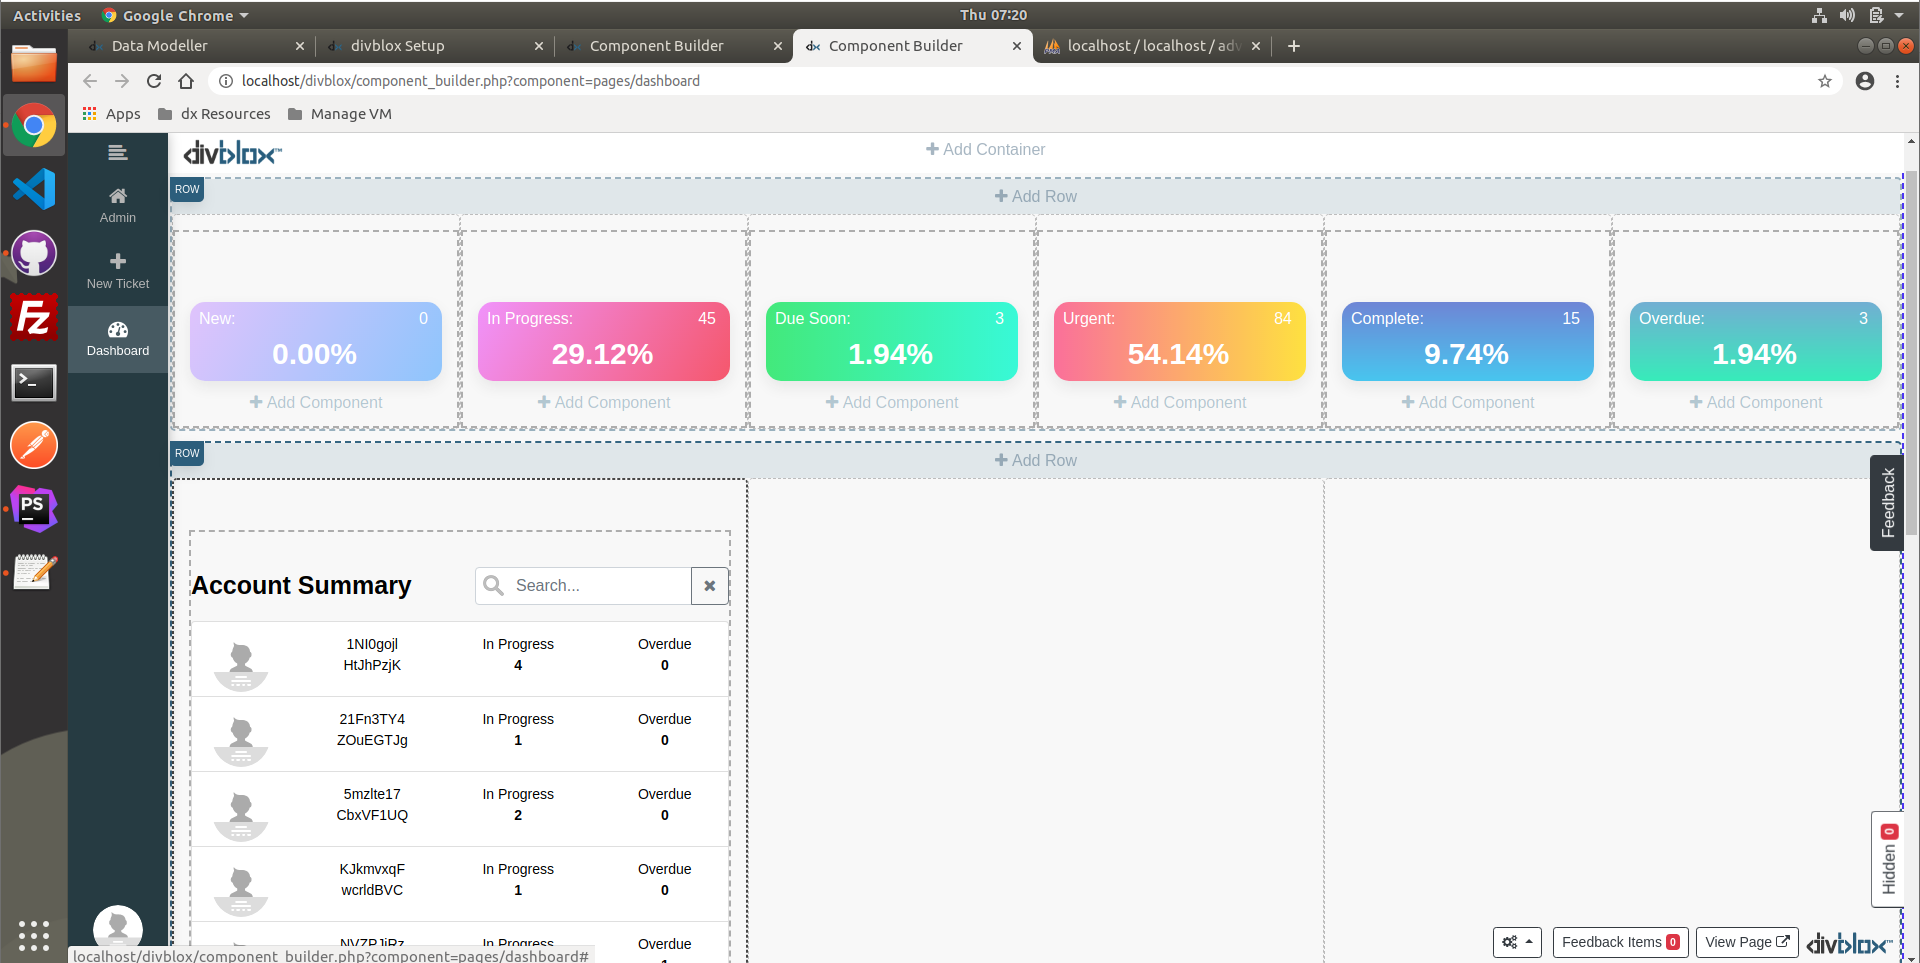 Activities
Google Chrome
Thu 07:20
Data Modeller
divblox Setup
Component Builder
Component Builder
localhost / localhost / adv
localhost/divblox/component_builder.php?component=pages/dashboard
Apps
dx Resources
Manage VM
Admin
New Ticket
Dashboard
divblox™
+ Add Container
ROW
+ Add Row
New: 0
0.00%
+ Add Component
In Progress: 45
29.12%
+ Add Component
Due Soon: 3
1.94%
+ Add Component
Urgent: 84
54.14%
+ Add Component
Complete: 15
9.74%
+ Add Component
Overdue: 3
1.94%
+ Add Component
ROW
+ Add Row
Account Summary
Search...
1NI0gojl In Progress Overdue
HtJhPzjK 4 0
21Fn3TY4 In Progress Overdue
ZOuEGTJg 1 0
5mzlte17 In Progress Overdue
CbxVF1UQ 2 0
KJkmvxqF In Progress Overdue
wcrldBVC 1 0
NVZPJiRz In Progress Overdue
Feedback
Hidden 0
Feedback Items 0
View Page
divblox™
localhost/divblox/component_builder.php?component=pages/dashboard#